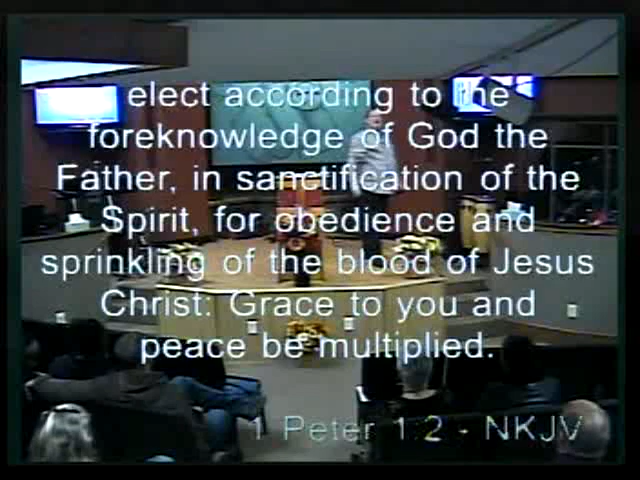 elect according to the
foreknowledge of God the
Father, in sanctification of the
Spirit, for obedience and
sprinkling of the blood of Jesus
Christ: Grace to you and
peace be multiplied.
1 Peter 1:2 - NKJV